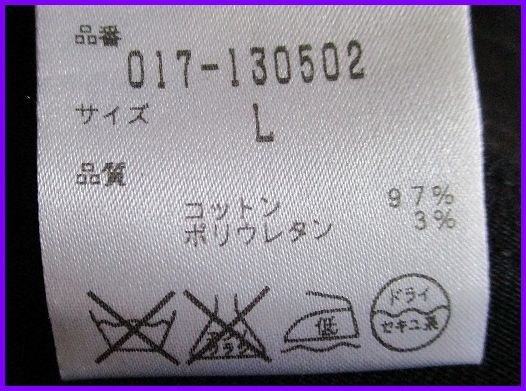 品番
017-130502
サイズ
L
品質
コットン 97%
ポリウレタン 3%
低
ドライ
セキユ系